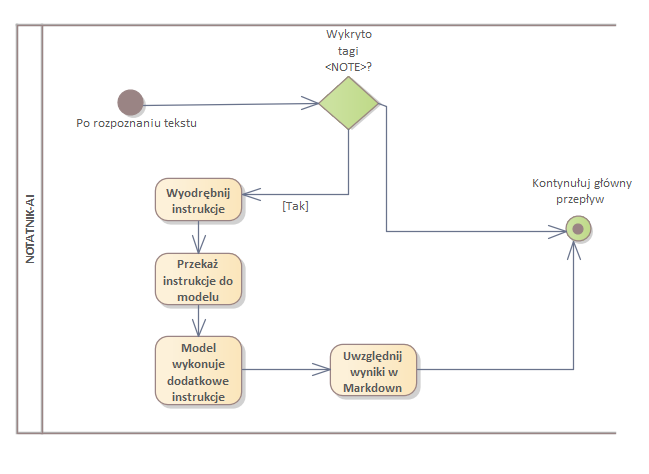 Wykryto
tagi
<NOTE>?
Po rozpoznaniu tekstu
NOTATNIK-AI
Wyodrębnij
instrukcje
[Tak]
Kontynułuj główny
przepływ
Przekaż
instrukcje do
modelu
Model
wykonuje
dodatkowe
instrukcje
Uwzględnij
wyniki w
Markdown